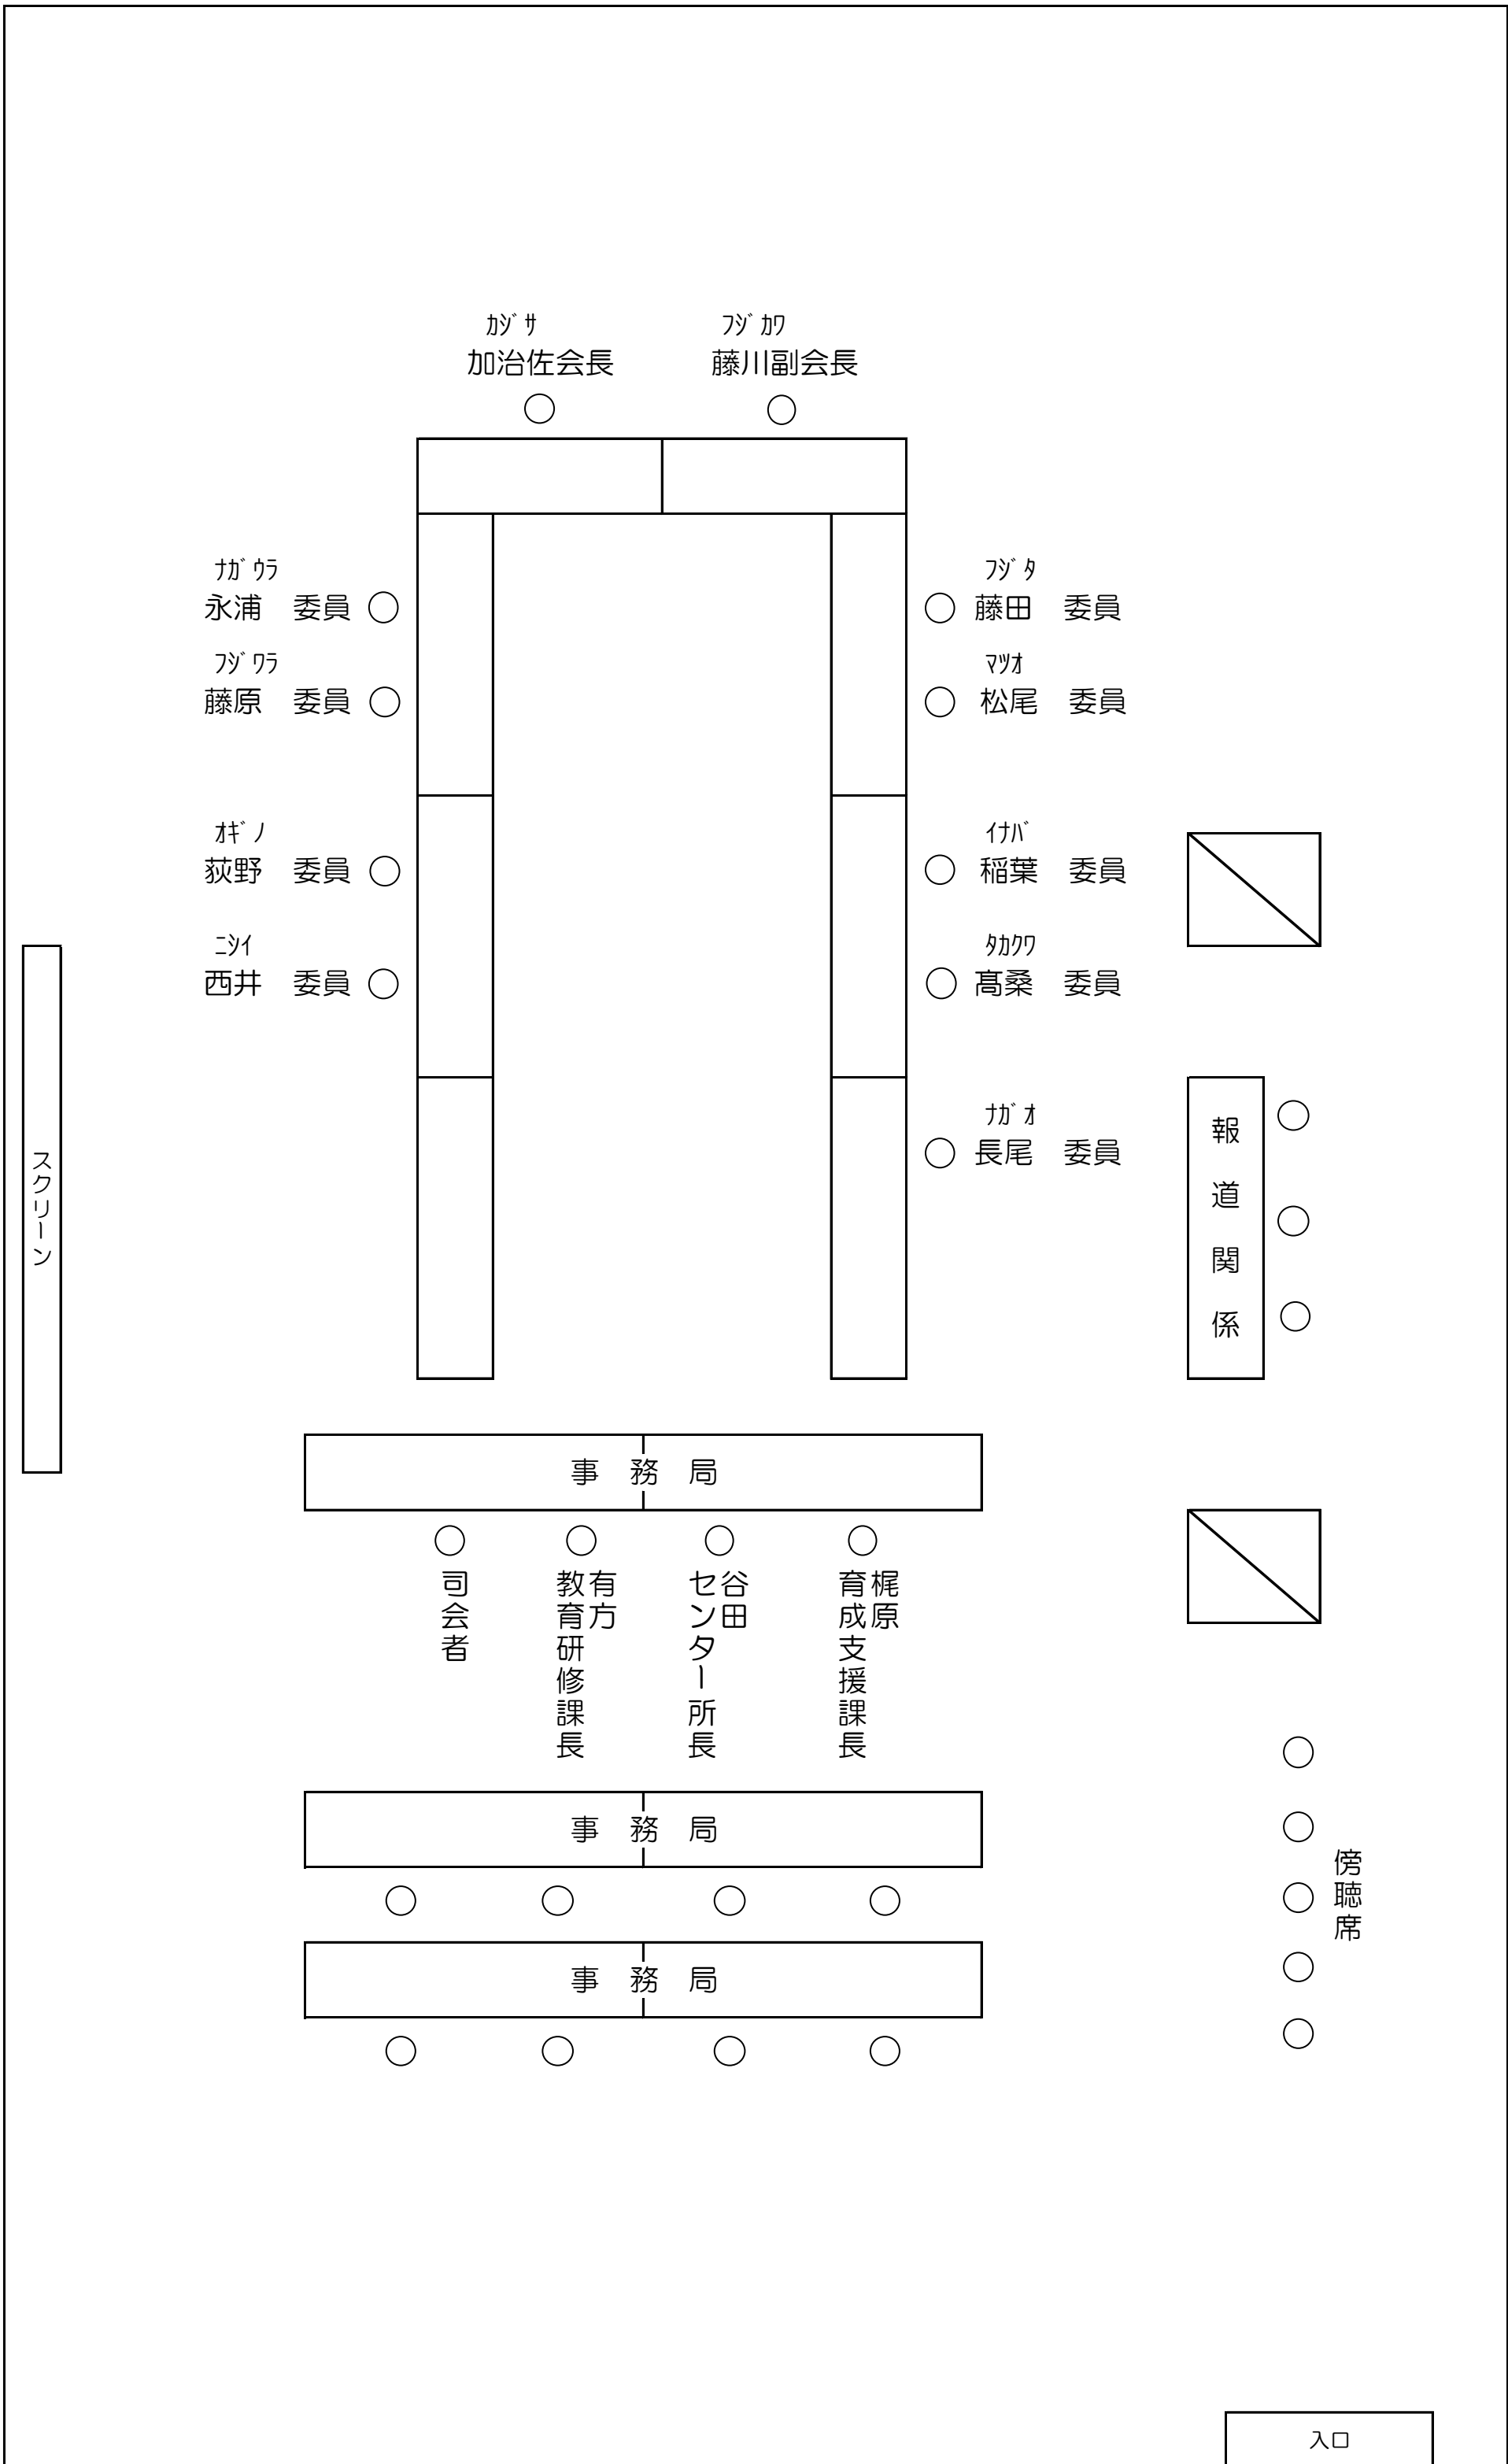 ｶｼﾞｻ
加治佐会長
ﾌｼﾞｶﾜ
藤川副会長
ﾅｶﾞｳﾗ
永浦　委員
ﾌｼﾞﾀ
藤田　委員
ﾌｼﾞﾜﾗ
藤原　委員
ﾏﾂｵ
松尾　委員
ｵｷﾞﾉ
荻野　委員
ｲﾅﾊﾞ
稲葉　委員
ﾆｼｲ
西井　委員
ﾀｶｸﾜ
髙桑　委員
ﾅｶﾞｵ
長尾　委員
報道関係
スクリーン
事　務　局
司会者
有方
教育研修課長
谷田
センター所長
梶原
育成支援課長
事　務　局
傍聴席
事　務　局
入口